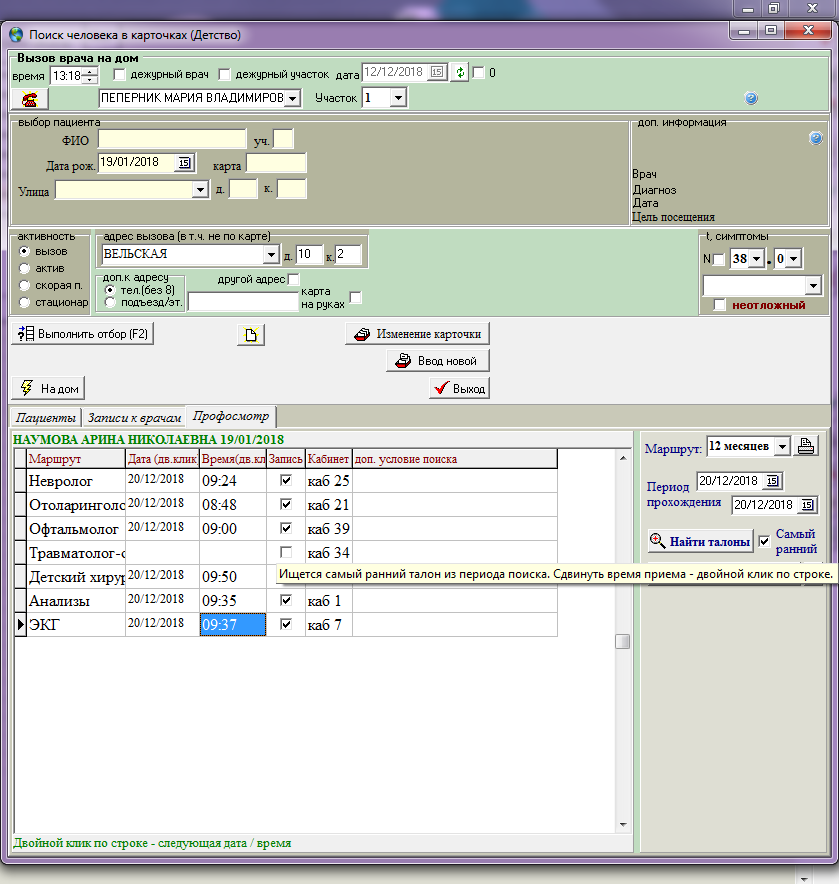 Поиск человека в карточках (Детство)
Вызов врача на дом
время 13:18 дежурный врач дежурный участок дата 12/12/2018 15 0
ПЕПЕРНИК МАРИЯ ВЛАДИМИРОВ Участок 1
выбор пациента доп. информация
ФИО уч.
Дата рож. 19/01/2018 15 карта
Улица д. к.
Врач
Диагноз
Дата
Цель посещения
активность
вызов
актив
скорая п.
стационар
адрес вызова (в т.ч. не по карте)
ВЕЛЬСКАЯ д. 10 к. 2
доп.к адресу
тел.(без 8)
подъезд/эт.
другой адрес
карта
на руках
t, симптомы
N 38 . 0
неотложный
Выполнить отбор (F2) Изменение карточки
Ввод новой
На дом Выход
Пациенты Записи к врачам Профосмотр
НАУМОВА АРИНА НИКОЛАЕВНА 19/01/2018
Маршрут Дата (дв.клик Время(дв.кл Запись Кабинет доп. условие поиска
Невролог 20/12/2018 09:24 каб 25
Отоларинголо 20/12/2018 08:48 каб 21
Офтальмолог 20/12/2018 09:00 каб 39
Травматолог-о каб 34
Детский хирур 20/12/2018 09:50
Анализы 20/12/2018 09:35 каб 1
ЭКГ 20/12/2018 09:37 каб 7
Маршрут: 12 месяцев
Период
прохождения
20/12/2018 15
20/12/2018 15
Найти талоны Самый
ранний
Ищется самый ранний талон из периода поиска. Сдвинуть время приема - двойной клик по строке.
Двойной клик по строке - следующая дата / время